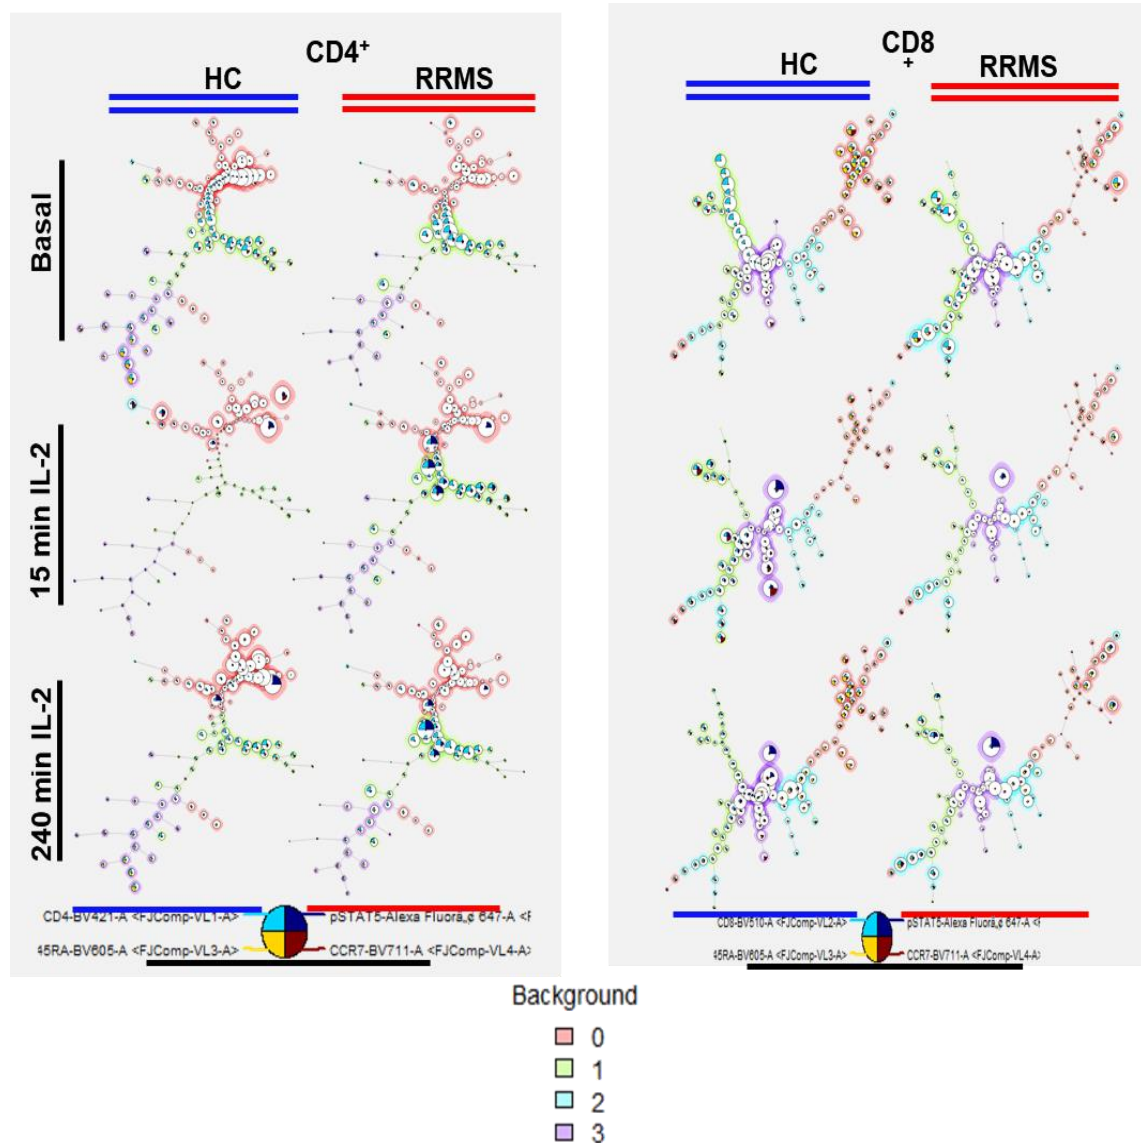 CD4⁺
HC
RRMS
Basal
15 min IL-2
240 min IL-2
CD4-BV421-A <FJComp-VL1-A>
pSTAT5-Alexa Fluorä,ø 647-A <F
45RA-BV605-A <FJComp-VL3-A>
CCR7-BV711-A <FJComp-VL4-A>
CD8
+
HC
RRMS
CD8-BV510-A <FJComp-VL2-A>
pSTAT5-Alexa Fluorä,ø 647-A <F
45RA-BV605-A <FJComp-VL3-A>
CCR7-BV711-A <FJComp-VL4-A>
Background
0
1
2
3